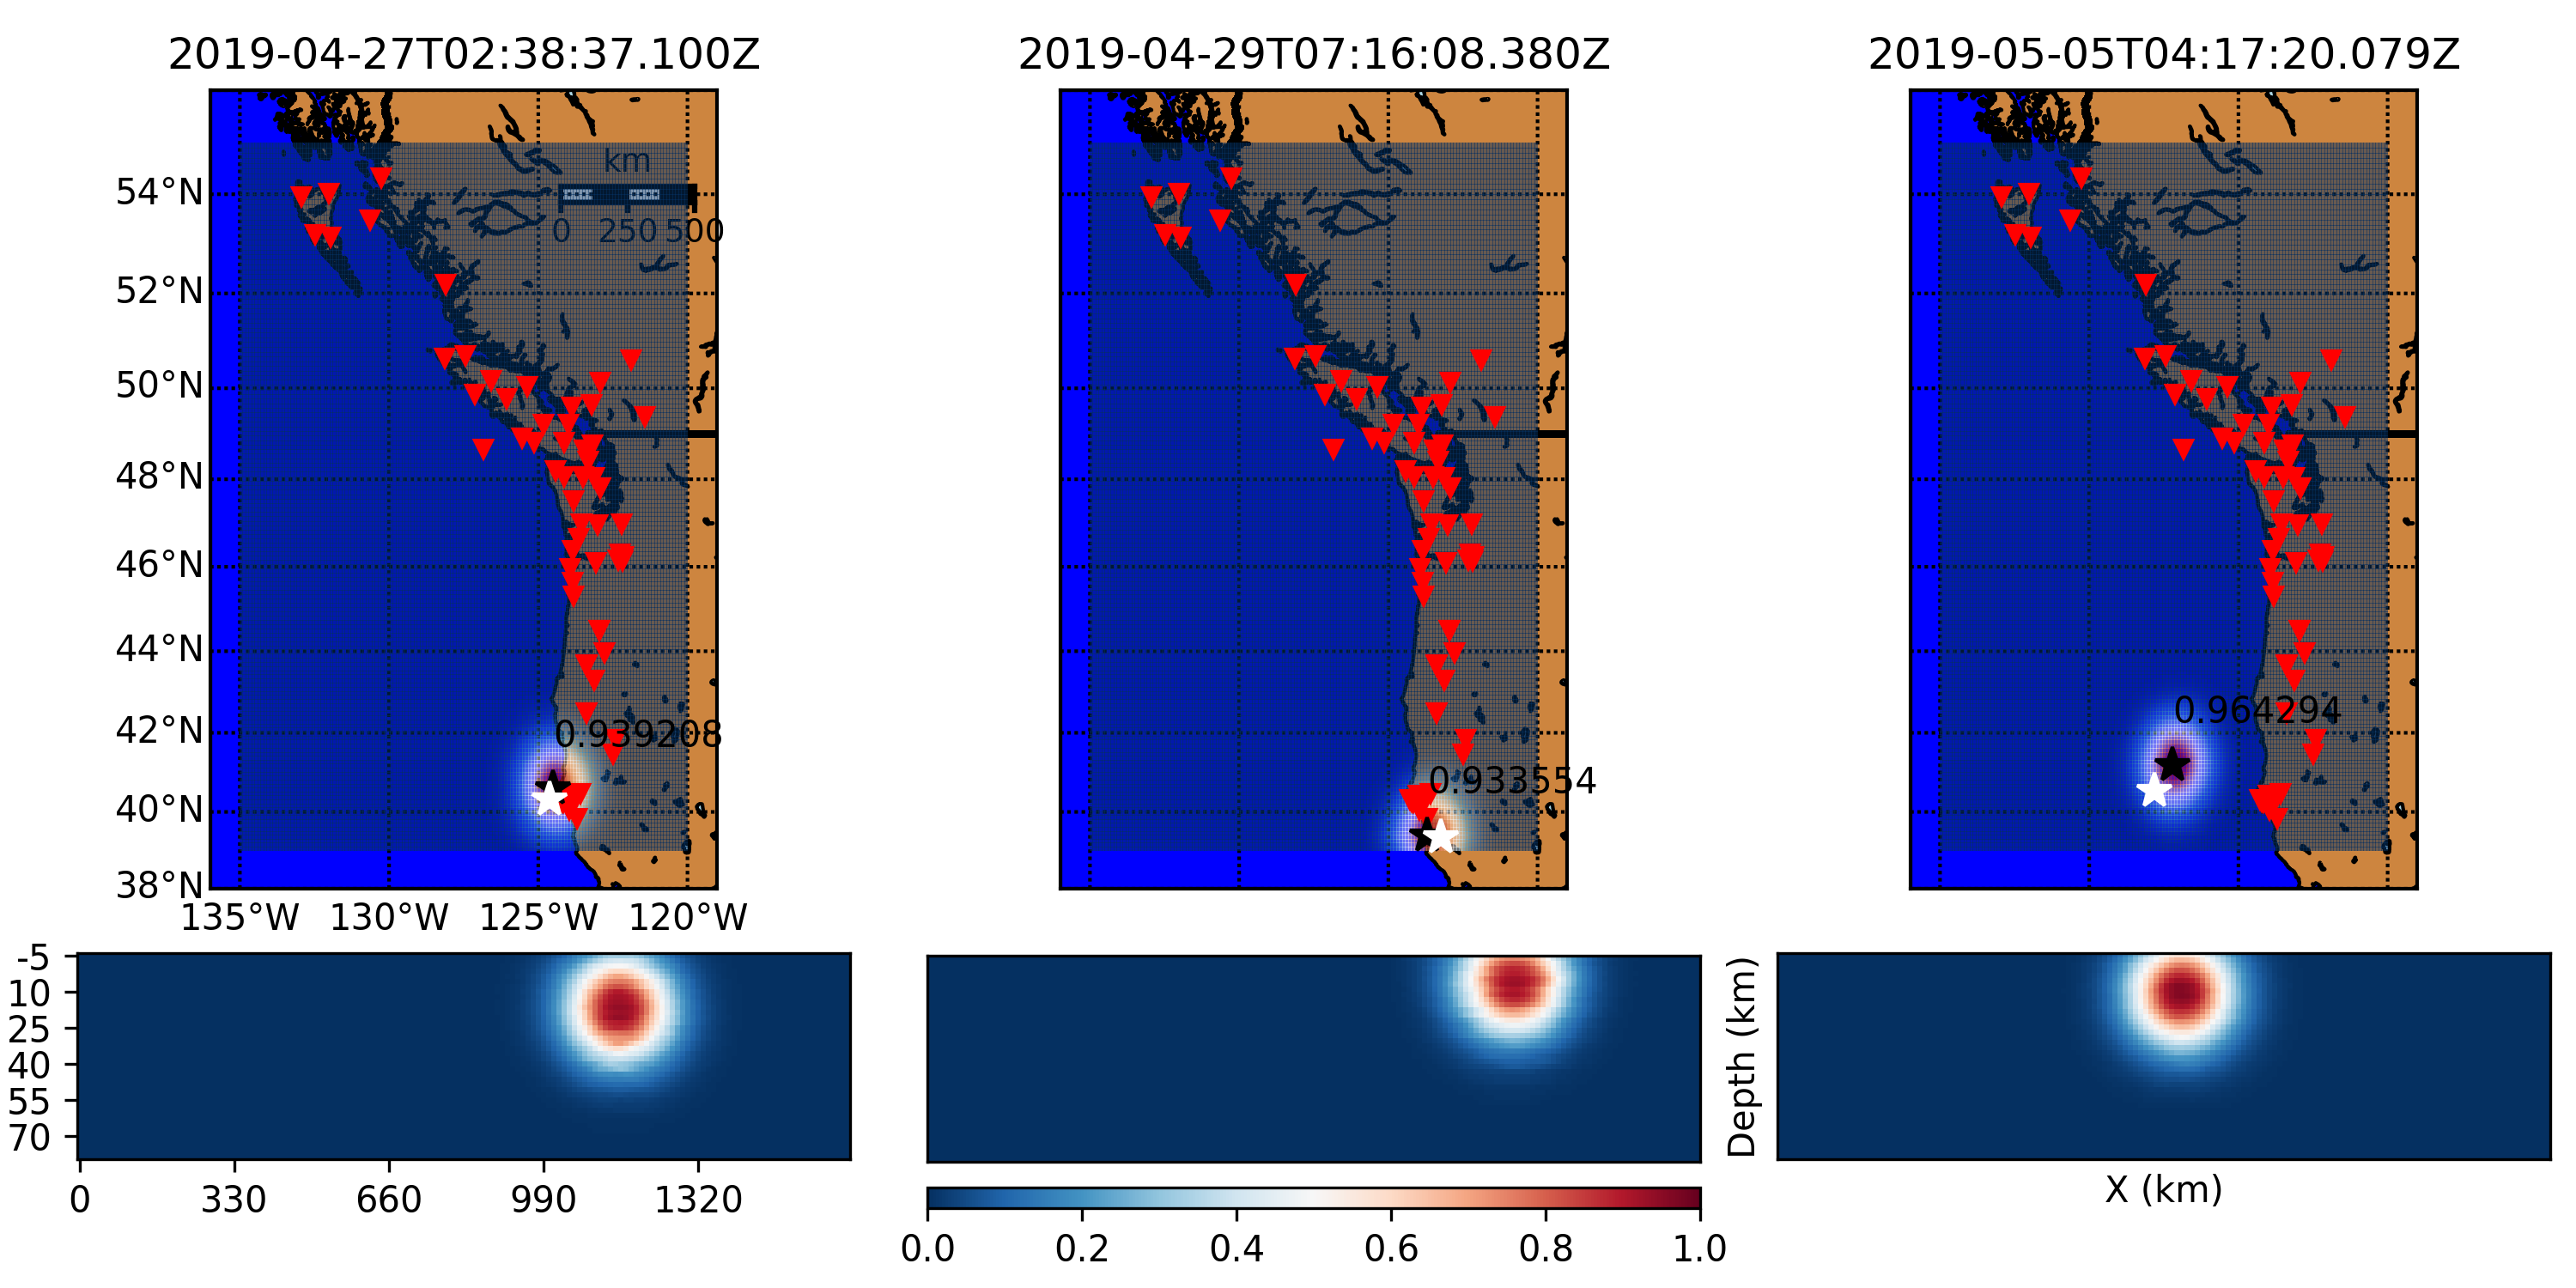 2019-04-27T02:38:37.100Z
2019-04-29T07:16:08.380Z
2019-05-05T04:17:20.079Z
km
0 250 500
54°N
52°N
50°N
48°N
46°N
44°N
42°N
40°N
38°N
135°W 130°W 125°W 120°W
0.939208
0.933554
0.964294
-5
10
25
40
55
70
0 330 660 990 1320
0.0 0.2 0.4 0.6 0.8 1.0
Depth (km)
X (km)